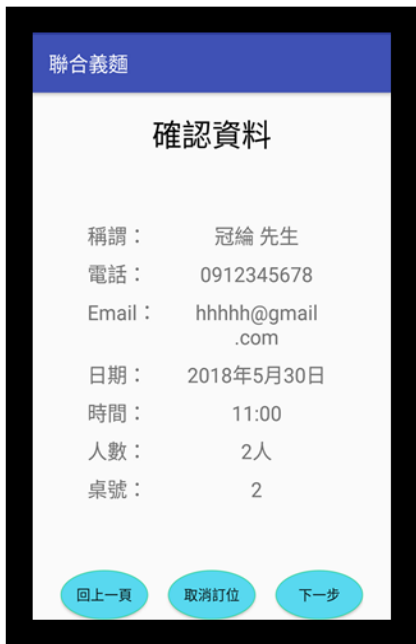 聯合義麵
確認資料
稱謂： 冠綸 先生
電話： 0912345678
Email： hhhhh@gmail
.com
日期： 2018年5月30日
時間： 11:00
人數： 2人
桌號： 2
回上一頁 取消訂位 下一步